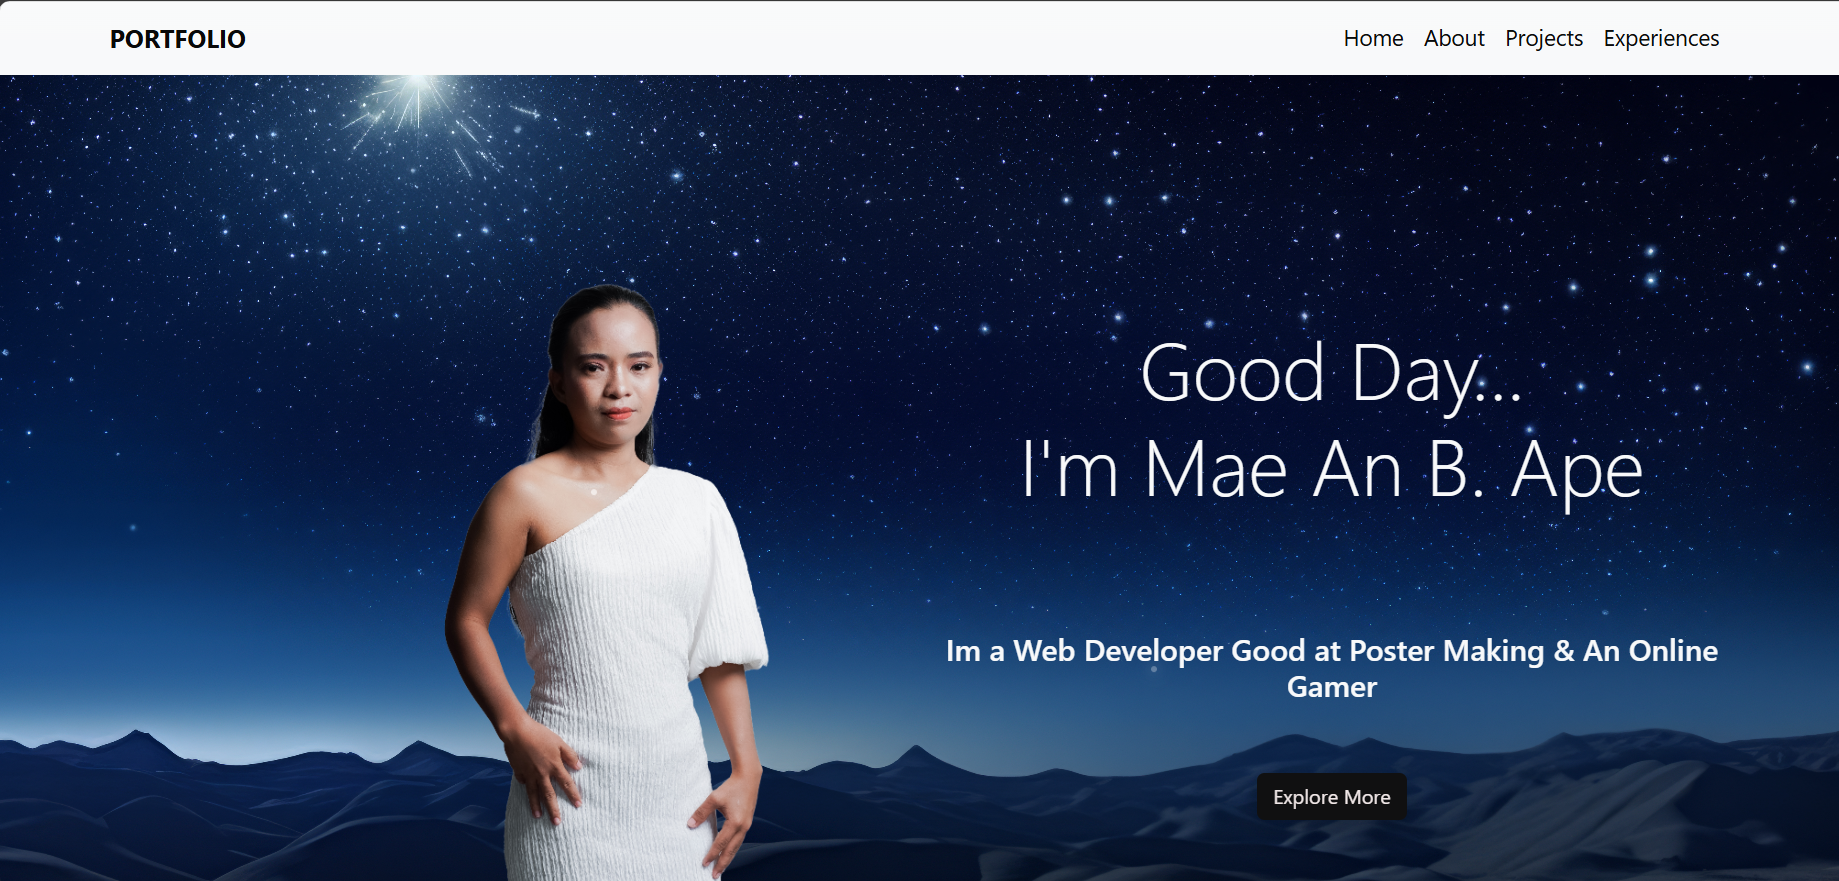 PORTFOLIO
Home About Projects Experiences
Good Day...
I'm Mae An B. Ape
Im a Web Developer Good at Poster Making & An Online
Gamer
Explore More